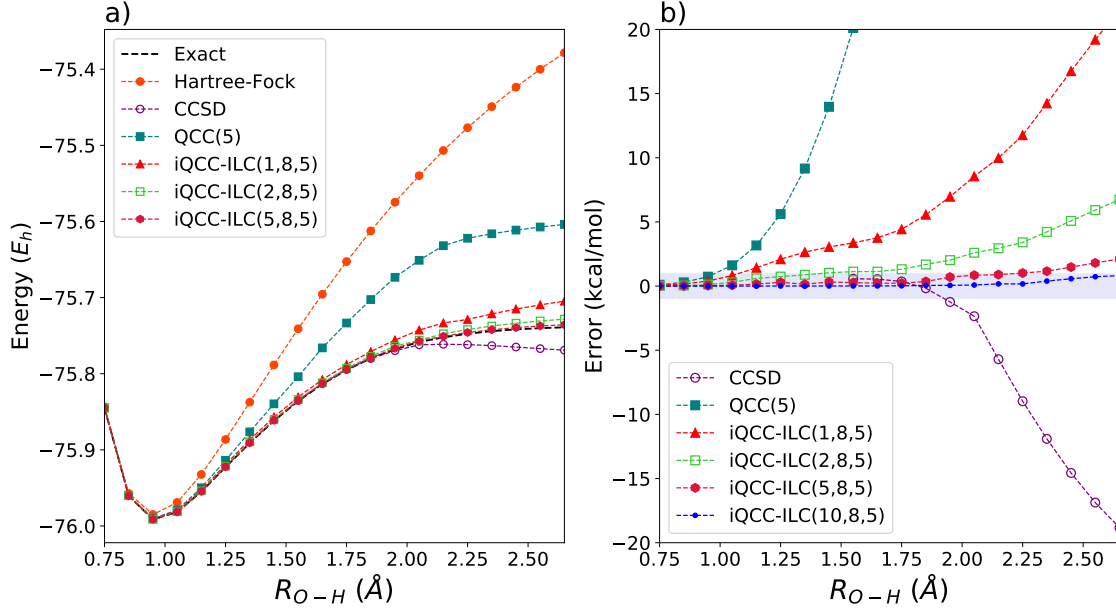 a)
Energy (E_h)
−75.4
−75.5
−75.6
−75.7
−75.8
−75.9
−76.0
Exact
Hartree-Fock
CCSD
QCC(5)
iQCC-ILC(1,8,5)
iQCC-ILC(2,8,5)
iQCC-ILC(5,8,5)
0.75 1.00 1.25 1.50 1.75 2.00 2.25 2.50
R_{O−H} (Å)
b)
Error (kcal/mol)
20
15
10
5
0
−5
−10
−15
−20
CCSD
QCC(5)
iQCC-ILC(1,8,5)
iQCC-ILC(2,8,5)
iQCC-ILC(5,8,5)
iQCC-ILC(10,8,5)
0.75 1.00 1.25 1.50 1.75 2.00 2.25 2.50
R_{O−H} (Å)